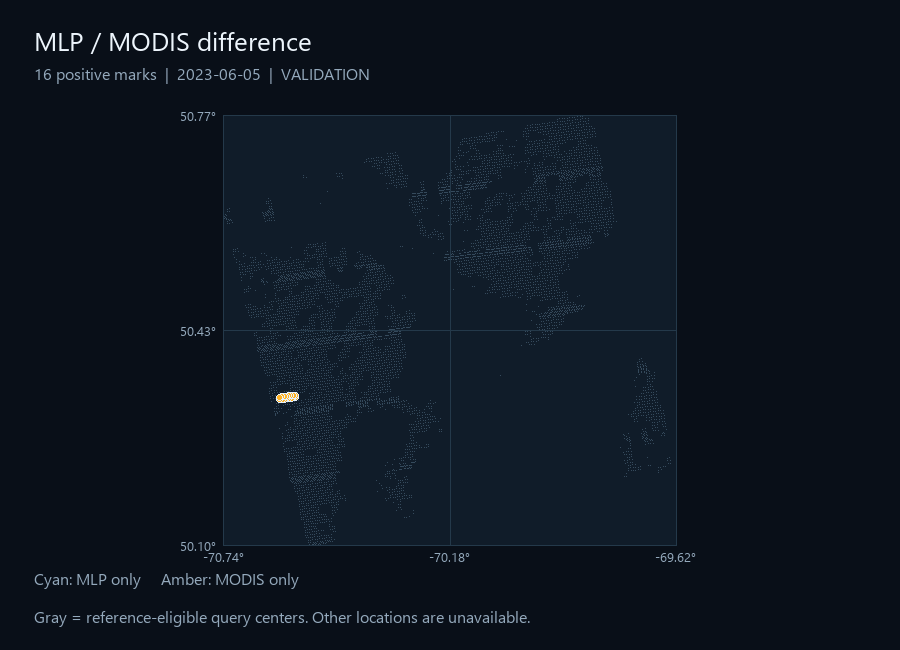 MLP / MODIS difference
16 positive marks | 2023-06-05 | VALIDATION
50.77°
50.43°
50.10°
-70.74° -70.18° -69.62°
Cyan: MLP only Amber: MODIS only
Gray = reference-eligible query centers. Other locations are unavailable.